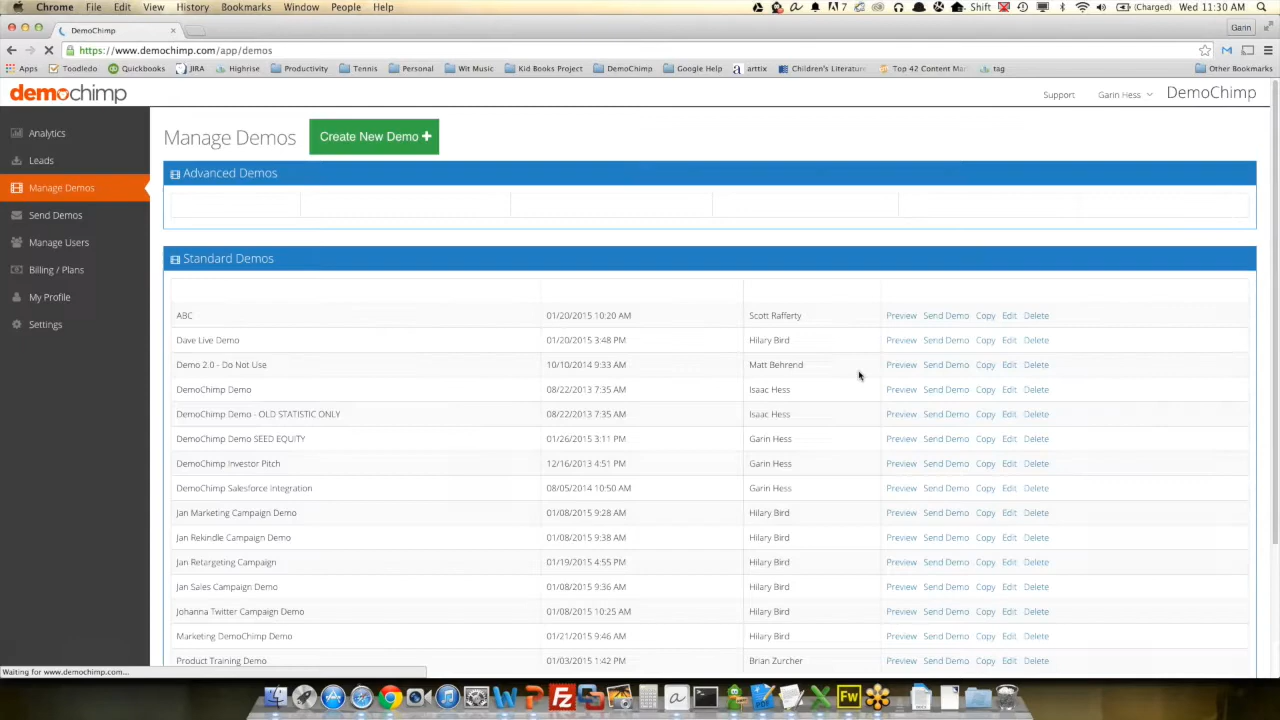 Chrome File Edit View History Bookmarks Window People Help 7 Shift (Charged) Wed 11:30 AM
DemoChimp Garin
https://www.demochimp.com/app/demos
Apps Toodledo Quickbooks JIRA Highrise Productivity Tennis Personal Wit Music Kid Books Project DemoChimp Google Help arttix Children's Literature Top 42 Content Mar tag Other Bookmarks
demochimp Support Garin Hess DemoChimp
Analytics
Leads
Manage Demos
Send Demos
Manage Users
Billing / Plans
My Profile
Settings
Manage Demos Create New Demo +
Advanced Demos
Standard Demos
ABC 01/20/2015 10:20 AM Scott Rafferty Preview Send Demo Copy Edit Delete
Dave Live Demo 01/20/2015 3:48 PM Hilary Bird Preview Send Demo Copy Edit Delete
Demo 2.0 - Do Not Use 10/10/2014 9:33 AM Matt Behrend Preview Send Demo Copy Edit Delete
DemoChimp Demo 08/22/2013 7:35 AM Isaac Hess Preview Send Demo Copy Edit Delete
DemoChimp Demo - OLD STATISTIC ONLY 08/22/2013 7:35 AM Isaac Hess Preview Send Demo Copy Edit Delete
DemoChimp Demo SEED EQUITY 01/26/2015 3:11 PM Garin Hess Preview Send Demo Copy Edit Delete
DemoChimp Investor Pitch 12/16/2013 4:51 PM Garin Hess Preview Send Demo Copy Edit Delete
DemoChimp Salesforce Integration 08/05/2014 10:50 AM Garin Hess Preview Send Demo Copy Edit Delete
Jan Marketing Campaign Demo 01/08/2015 9:28 AM Hilary Bird Preview Send Demo Copy Edit Delete
Jan Rekindle Campaign Demo 01/08/2015 9:38 AM Hilary Bird Preview Send Demo Copy Edit Delete
Jan Retargeting Campaign 01/19/2015 4:55 PM Hilary Bird Preview Send Demo Copy Edit Delete
Jan Sales Campaign Demo 01/08/2015 9:36 AM Hilary Bird Preview Send Demo Copy Edit Delete
Johanna Twitter Campaign Demo 01/08/2015 10:25 AM Hilary Bird Preview Send Demo Copy Edit Delete
Marketing DemoChimp Demo 01/21/2015 9:46 AM Hilary Bird Preview Send Demo Copy Edit Delete
Product Training Demo 01/03/2015 1:42 PM Brian Zurcher Preview Send Demo Copy Edit Delete
Waiting for www.demochimp.com...